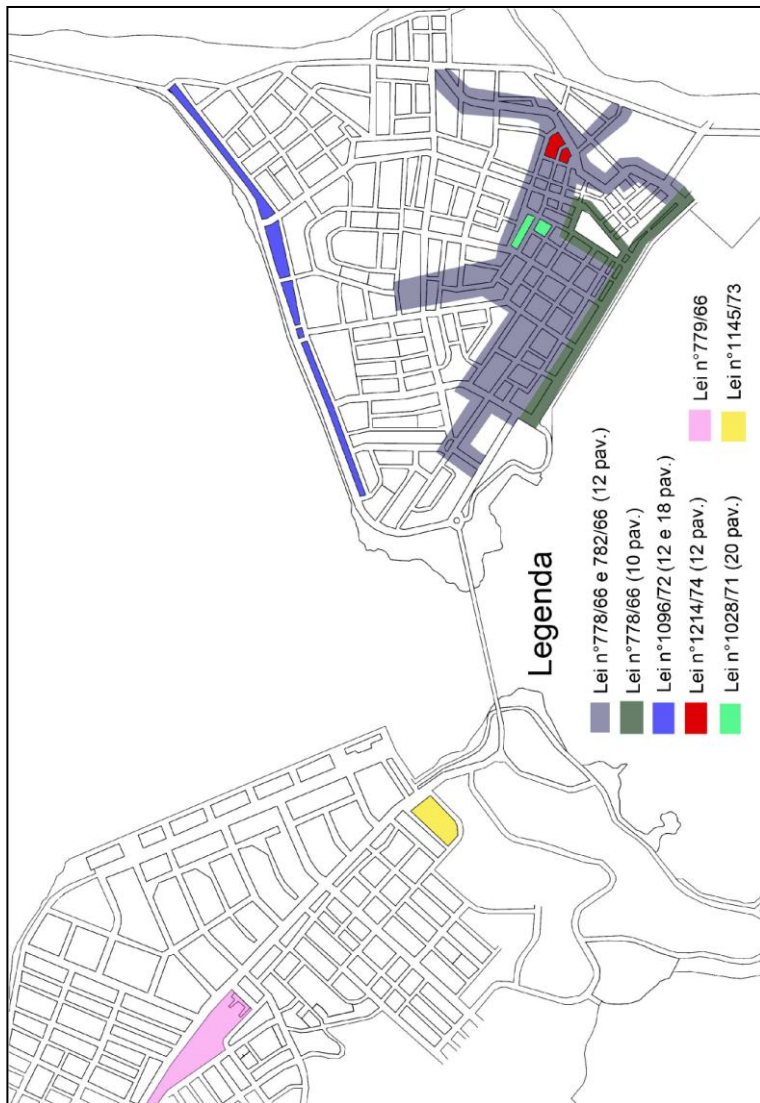 Legenda
Lei n°778/66 e 782/66 (12 pav.)
Lei n°778/66 (10 pav.)
Lei n°1096/72 (12 e 18 pav.)
Lei n°1214/74 (12 pav.)
Lei n°1028/71 (20 pav.)
Lei n°779/66
Lei n°1145/73